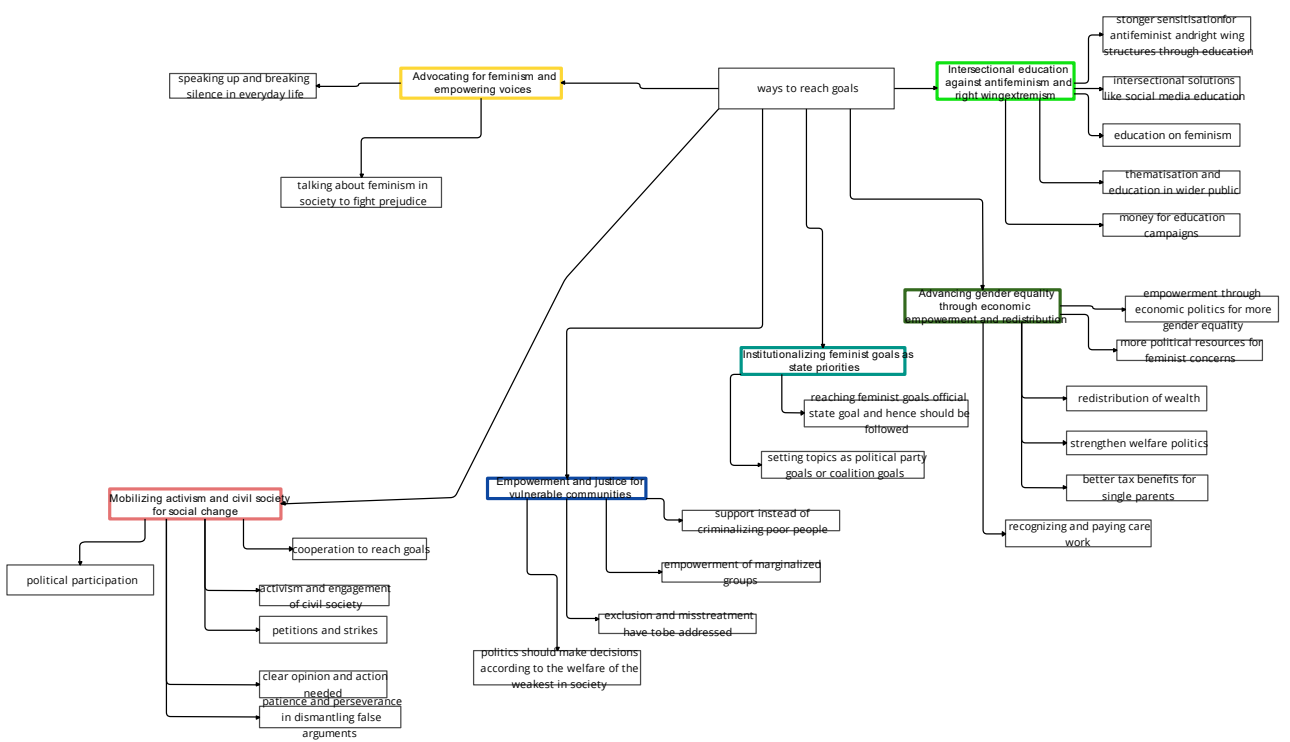 stonger sensitisationfor
antifeminist andright wing
structures through education
speaking up and breaking
silence in everyday life
Advocating for feminism and
empowering voices
ways to reach goals
Intersectional education
against antifeminism and
right wingextremism
intersectional solutions
like social media education
education on feminism
talking about feminism in
society to fight prejudice
thematisation and
education in wider public
money for education
campaigns
Advancing gender equality
through economic
empowerment and redistribution
empowerment through
economic politics for more
gender equality
more political resources for
feminist concerns
Institutionalizing feminist goals as
state priorities
reaching feminist goals official
state goal and hence should be
followed
redistribution of wealth
strengthen welfare politics
setting topics as political party
goals or coalition goals
better tax benefits for
single parents
recognizing and paying care
work
Mobilizing activism and civil society
for social change
Empowerment and justice for
vulnerable communities
support instead of
criminalizing poor people
cooperation to reach goals
political participation
empowerment of marginalized
groups
activism and engagement
of civil society
petitions and strikes
exclusion and misstreatment
have to be addressed
politics should make decisions
according to the welfare of the
weakest in society
clear opinion and action
needed
patience and perseverance
in dismantling false
arguments